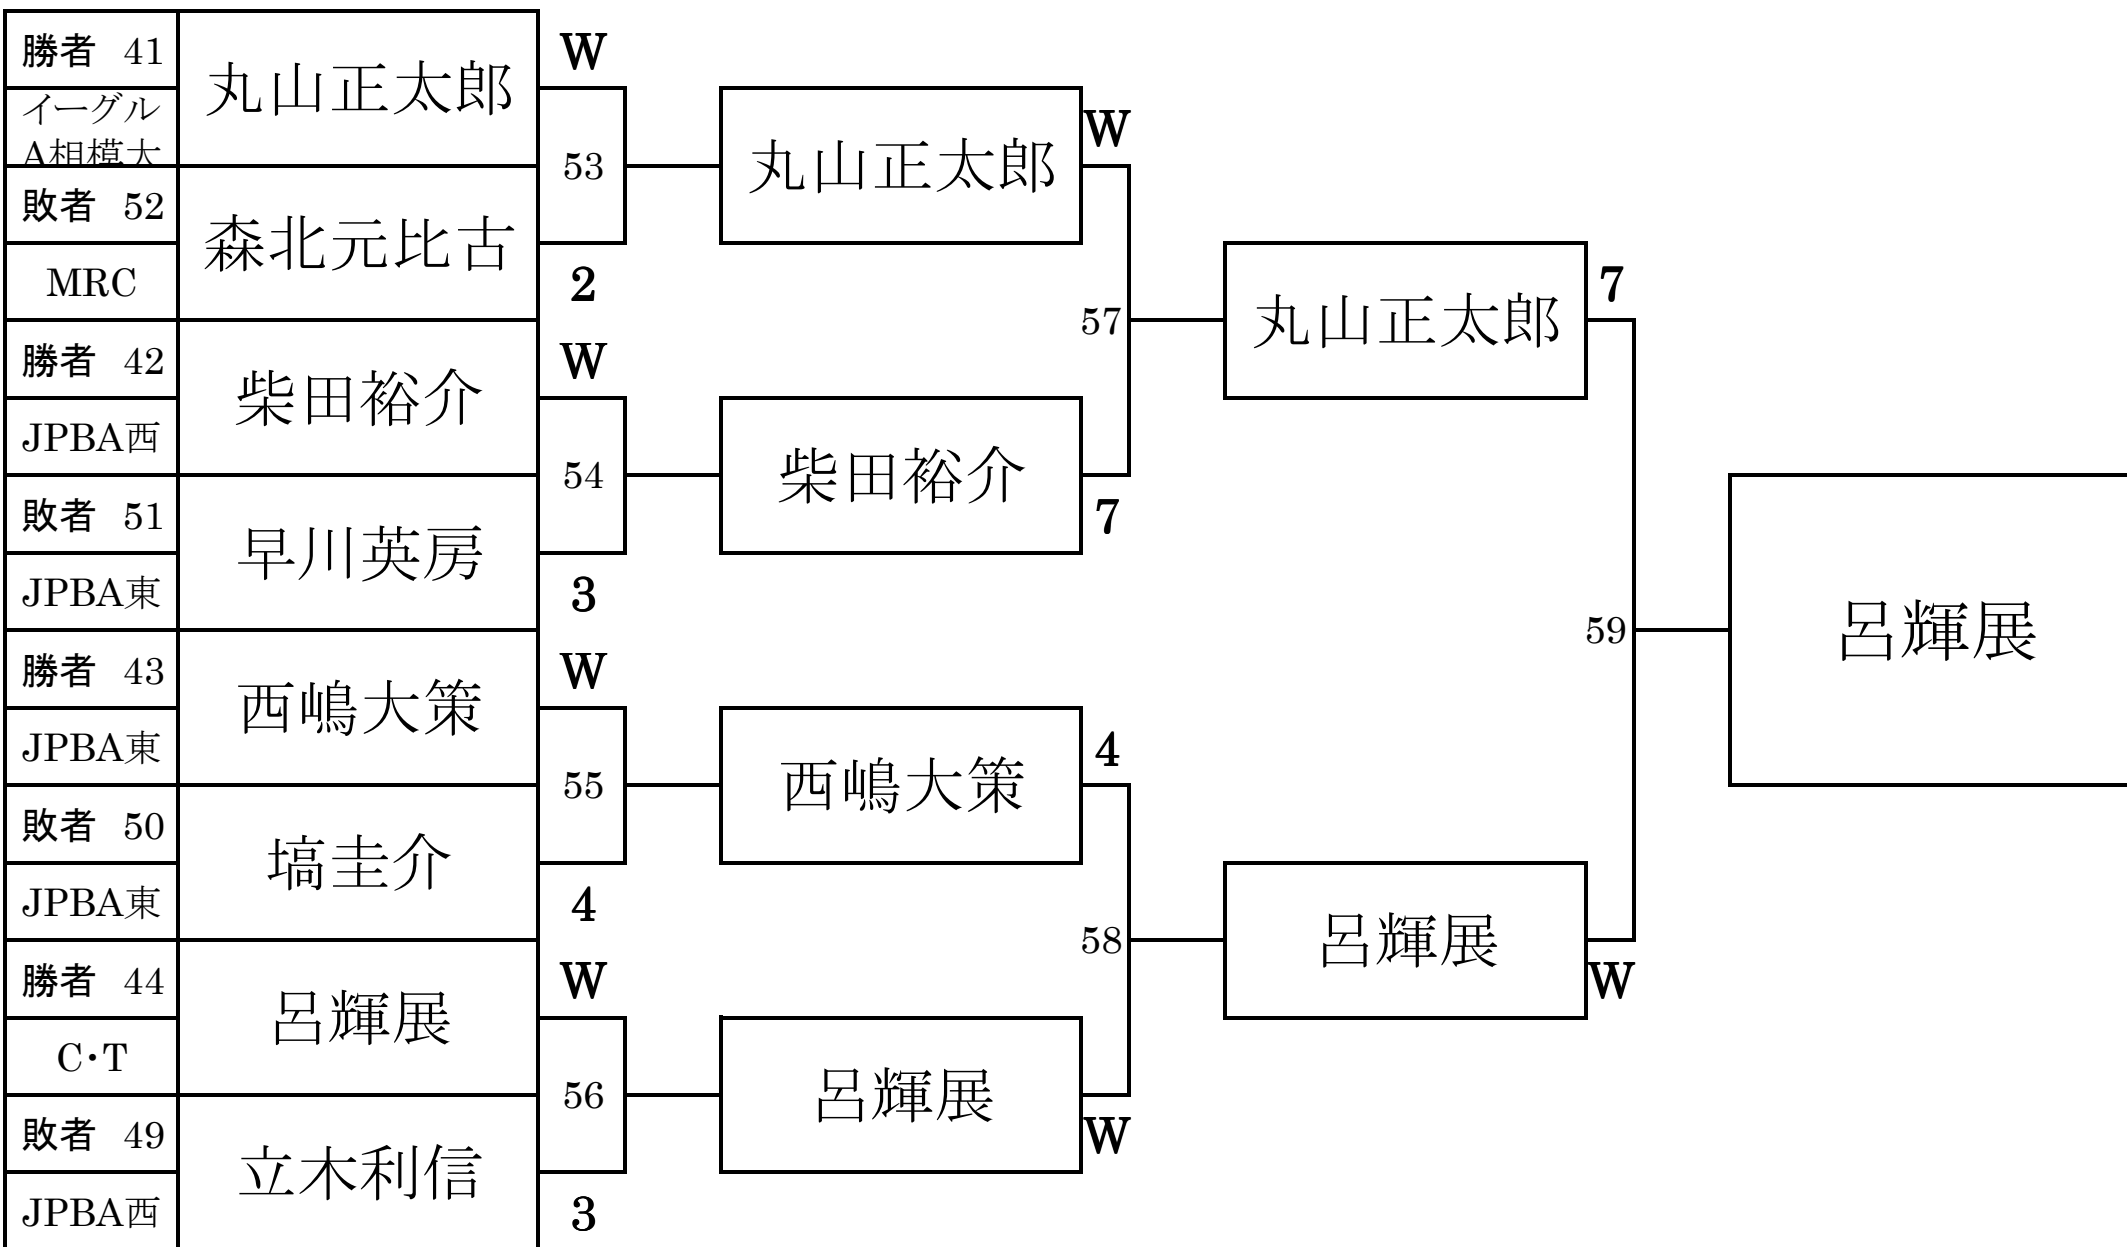 勝者 41
丸山正太郎
W
イーグル
A相模大
53
丸山正太郎
W
敗者 52
森北元比古
MRC
2
57
丸山正太郎
7
勝者 42
柴田裕介
W
JPBA西
54
柴田裕介
7
敗者 51
早川英房
JPBA東
3
59
呂輝展
勝者 43
西嶋大策
W
JPBA東
55
西嶋大策
4
敗者 50
塙圭介
JPBA東
4
58
呂輝展
W
勝者 44
呂輝展
W
C・T
56
呂輝展
W
敗者 49
立木利信
JPBA西
3